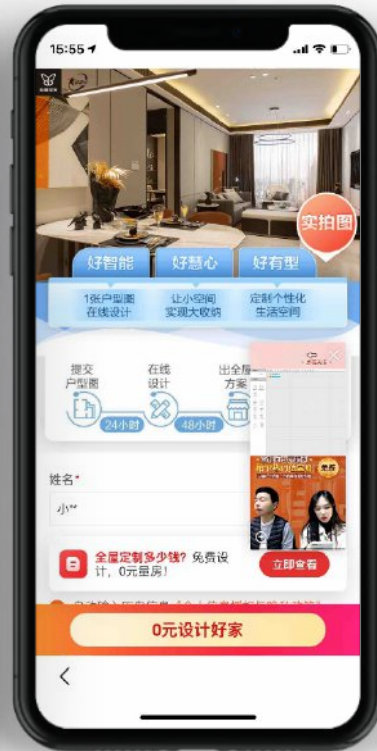 15:55
实拍图
好智能 好慧心 好有型
1张户型图 让小空间 定制个性化
在线设计 实现大收纳 生活空间
提交 在线 出全屋
户型图 设计 方案
24小时 48小时
姓名*
小~
全屋定制多少钱? 免费设
计, 0元量房!
立即查看
0元设计好家